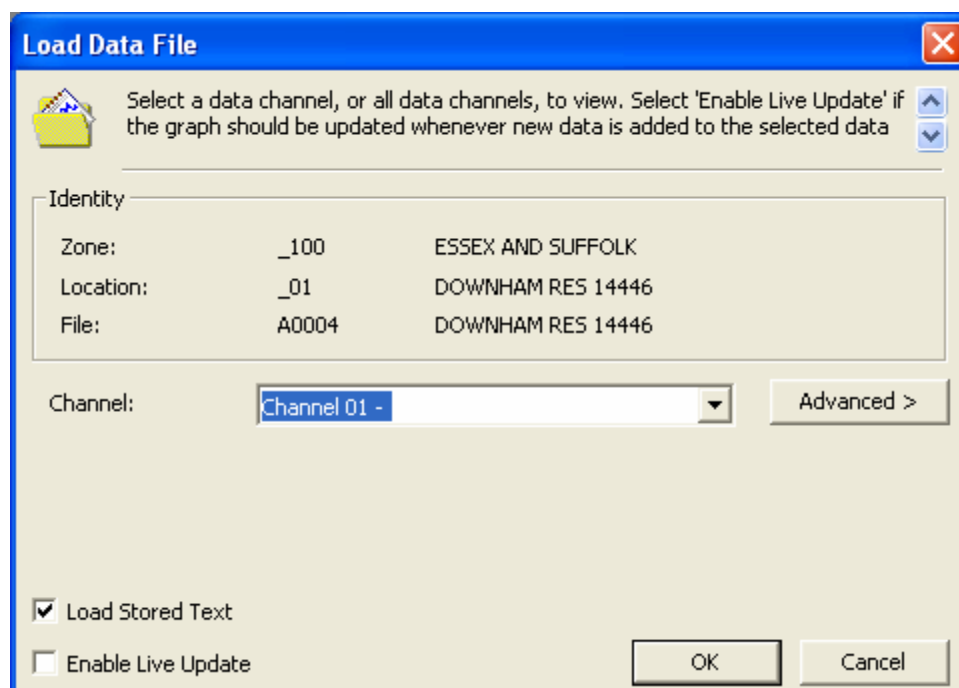 Load Data File
Select a data channel, or all data channels, to view. Select 'Enable Live Update' if
the graph should be updated whenever new data is added to the selected data
Identity
Zone: _100 ESSEX AND SUFFOLK
Location: _01 DOWNHAM RES 14446
File: A0004 DOWNHAM RES 14446
Channel: Channel 01 - Advanced >
Load Stored Text
Enable Live Update OK Cancel